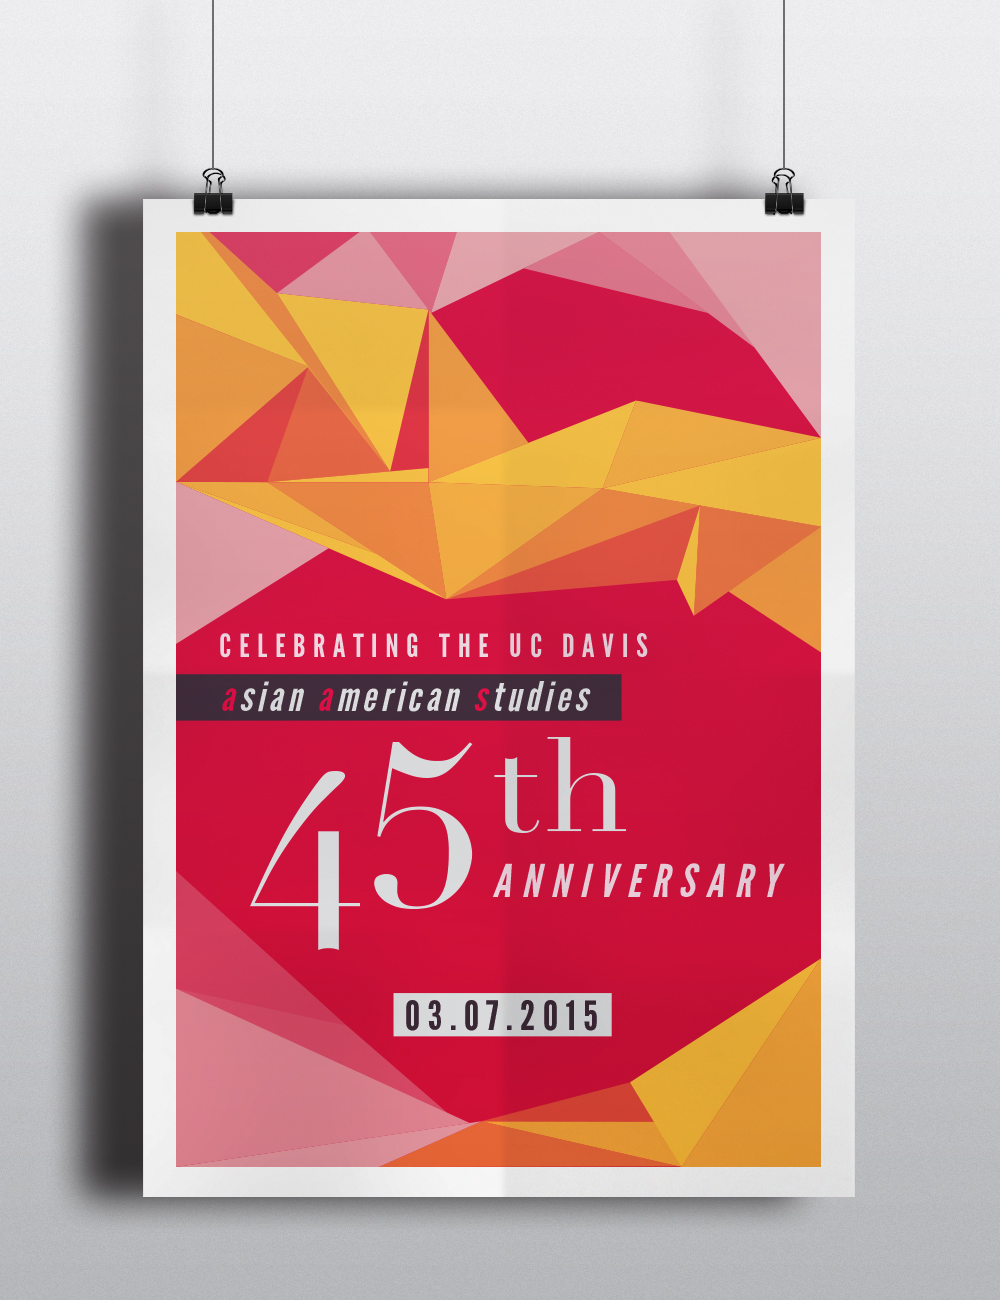 CELEBRATING THE UC DAVIS
asian american studies
45th
ANNIVERSARY
03.07.2015